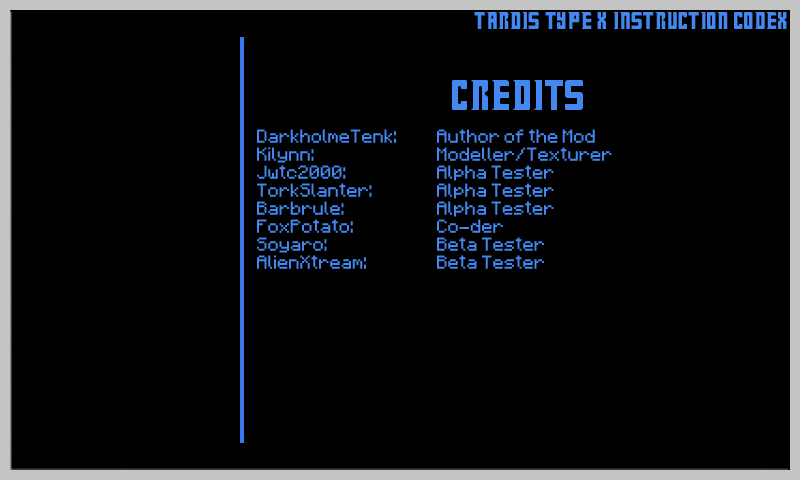 TARDIS TYPE X INSTRUCTION CODEX
CREDITS
DarkholmeTenk: Author of the Mod
Kilynn: Modeller/Texturer
Jwtc2000: Alpha Tester
TorkSlanter: Alpha Tester
Barbrule: Alpha Tester
FoxPotato: Co-der
Soyaro: Beta Tester
AlienXtream: Beta Tester